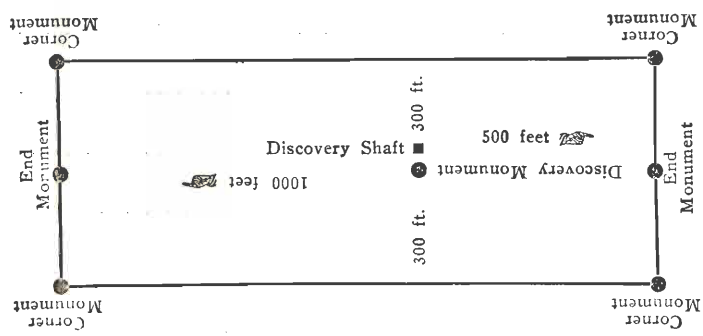 Corner
Monument
Corner
Monument
300 ft.
500 feet
End
Monument
Discovery Shaft
Discovery Monument
End
Monument
1000 feet
300 ft.
Corner
Monument
Corner
Monument